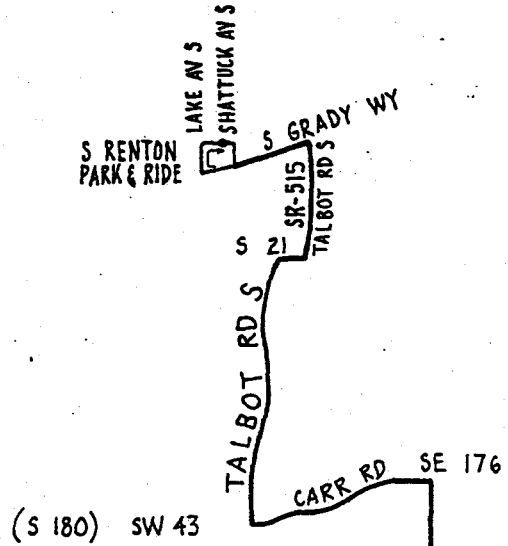 LAKE AV S
SHATTUCK AV S
S GRADY WY
S RENTON
PARK & RIDE
SR-515
TALBOT RD S
S 21
TALBOT RD S
CARR RD
SE 176
(S 180) SW 43